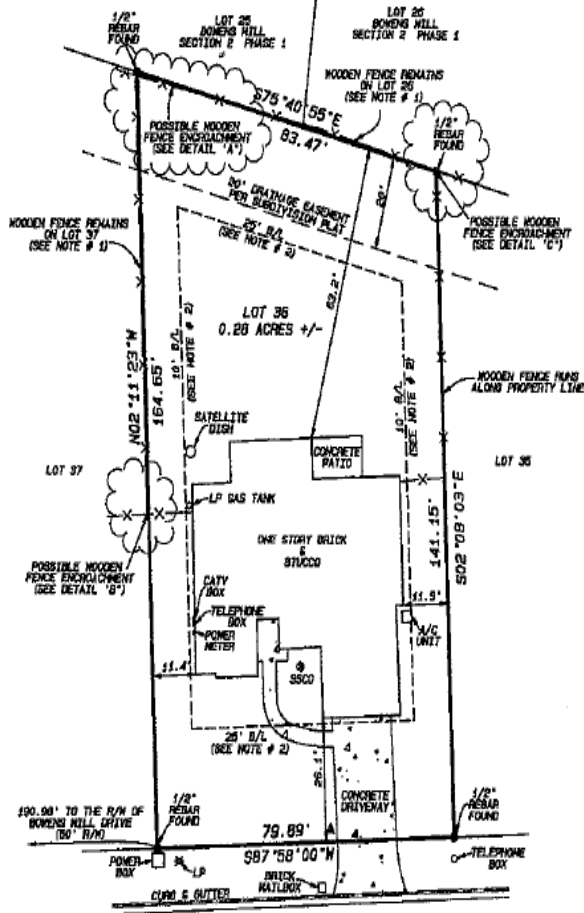 LOT 25
BOWENS MILL
SECTION 2 PHASE 1
LOT 26
BOWENS MILL
SECTION 2 PHASE 1
1/2"
REBAR
FOUND
S75°40'55"E
83.47'
WOODEN FENCE REMAINS
ON LOT 26
(SEE NOTE # 1)
1/2"
REBAR
FOUND
POSSIBLE WOODEN
FENCE ENCROACHMENT
(SEE DETAIL 'A')
20' DRAINAGE EASEMENT
PER SUBDIVISION PLAT
20'
POSSIBLE WOODEN
FENCE ENCROACHMENT
(SEE DETAIL 'C')
WOODEN FENCE REMAINS
ON LOT 37
(SEE NOTE # 1)
25' B/L
(SEE NOTE # 2)
63.2'
LOT 36
0.28 ACRES +/-
N02°11'23"W
164.65'
10' B/L
(SEE NOTE # 2)
10' B/L
(SEE NOTE # 2)
WOODEN FENCE RUNS
ALONG PROPERTY LINE
SATELLITE
DISH
CONCRETE
PATIO
LOT 37
LOT 35
LP GAS TANK
ONE STORY BRICK
&
STUCCO
141.15'
S02°08'03"E
POSSIBLE WOODEN
FENCE ENCROACHMENT
(SEE DETAIL 'B')
CATV
BOX
TELEPHONE
BOX
POWER
METER
11.9'
A/C
UNIT
11.4'
SSCO
25' B/L
(SEE NOTE # 2)
26.1'
CONCRETE
DRIVEWAY
190.98' TO THE R/W OF
BOWENS MILL DRIVE
(50' R/W)
1/2"
REBAR
FOUND
79.89'
S87°58'00"W
1/2"
REBAR
FOUND
POWER
BOX
LP
BRICK
MAILBOX
TELEPHONE
BOX
CURB & GUTTER